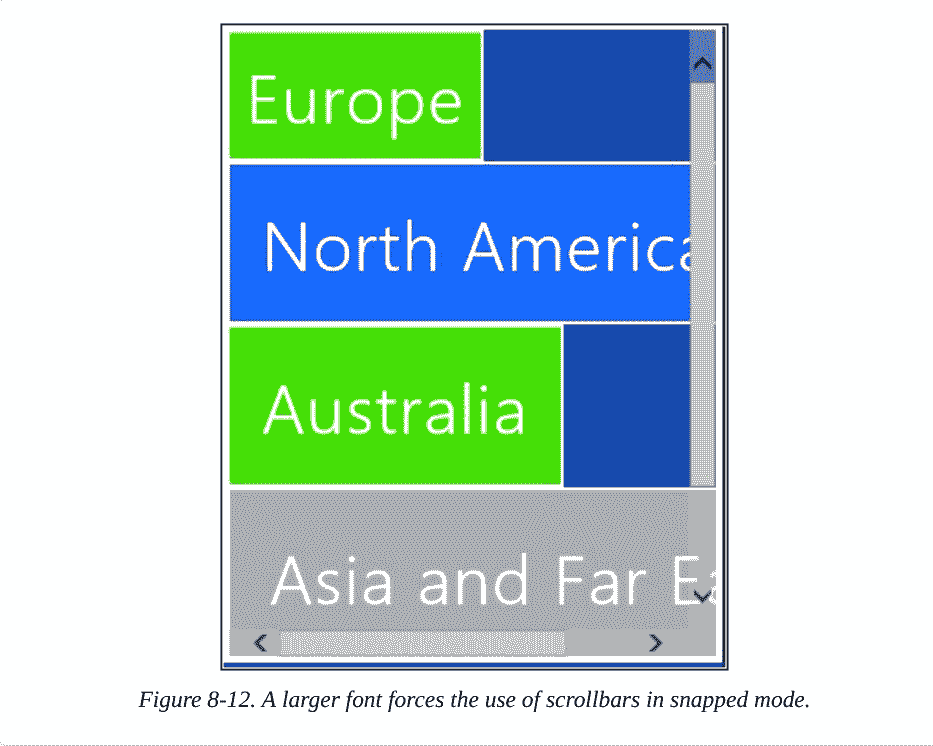 Europe
North America
Australia
Asia and Far Ea
Figure 8-12. A larger font forces the use of scrollbars in snapped mode.